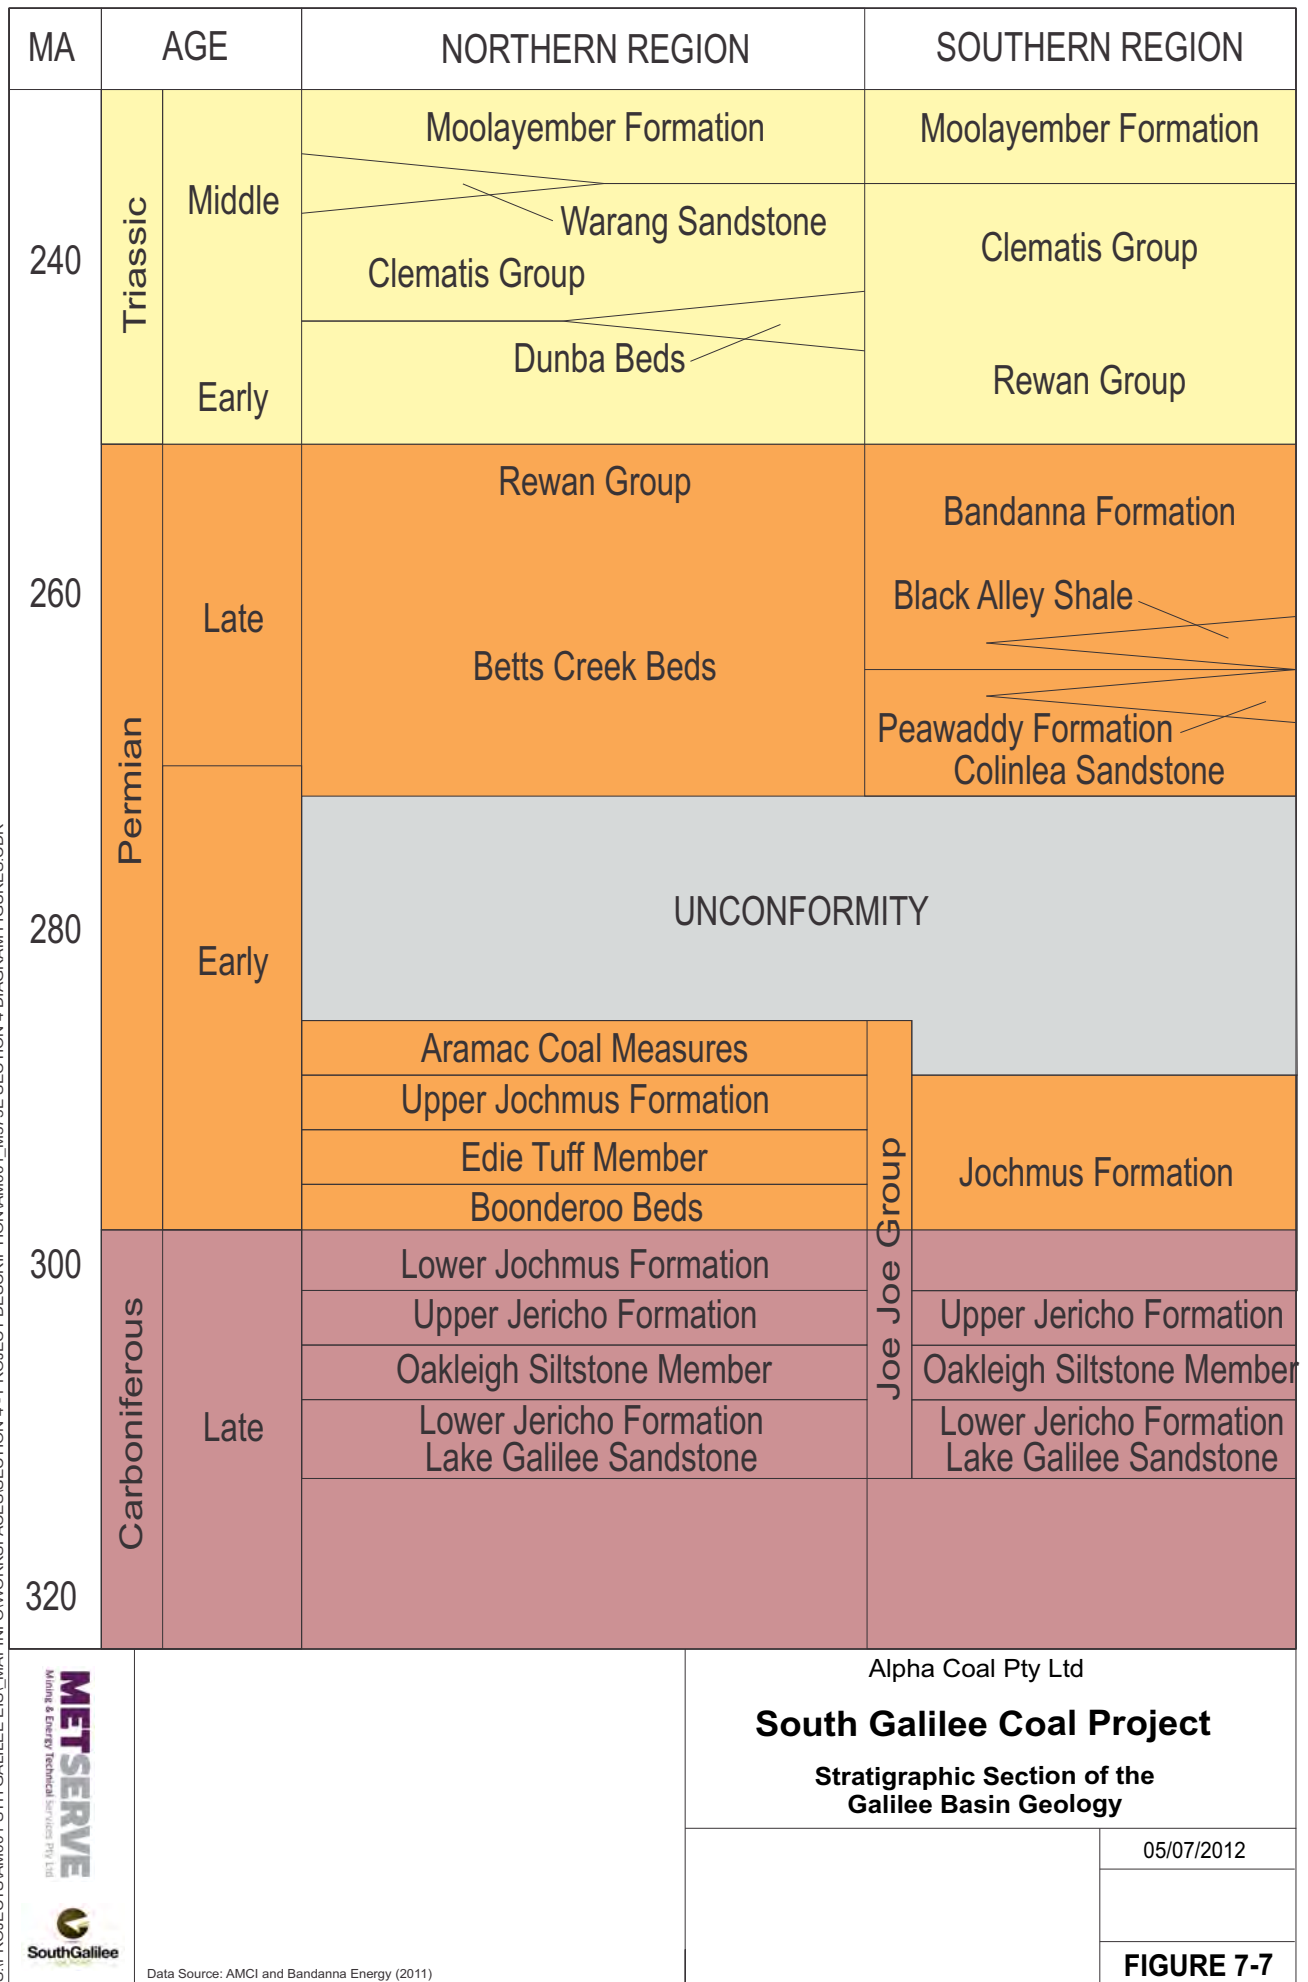 MA
AGE
NORTHERN REGION
SOUTHERN REGION
240
260
280
300
320
Triassic
Middle
Early
Permian
Late
Early
Carboniferous
Late
Moolayember Formation
Warang Sandstone
Clematis Group
Dunba Beds
Rewan Group
Betts Creek Beds
Moolayember Formation
Clematis Group
Rewan Group
Bandanna Formation
Black Alley Shale
Peawaddy Formation
Colinlea Sandstone
UNCONFORMITY
Aramac Coal Measures
Upper Jochmus Formation
Edie Tuff Member
Boonderoo Beds
Lower Jochmus Formation
Upper Jericho Formation
Oakleigh Siltstone Member
Lower Jericho Formation
Lake Galilee Sandstone
Joe Joe Group
Jochmus Formation
Upper Jericho Formation
Oakleigh Siltstone Member
Lower Jericho Formation
Lake Galilee Sandstone
METSERVE
Mining & Energy Technical Services Pty Ltd
SouthGalilee
Data Source: AMCI and Bandanna Energy (2011)
Alpha Coal Pty Ltd
South Galilee Coal Project
Stratigraphic Section of the
Galilee Basin Geology
05/07/2012
FIGURE 7-7